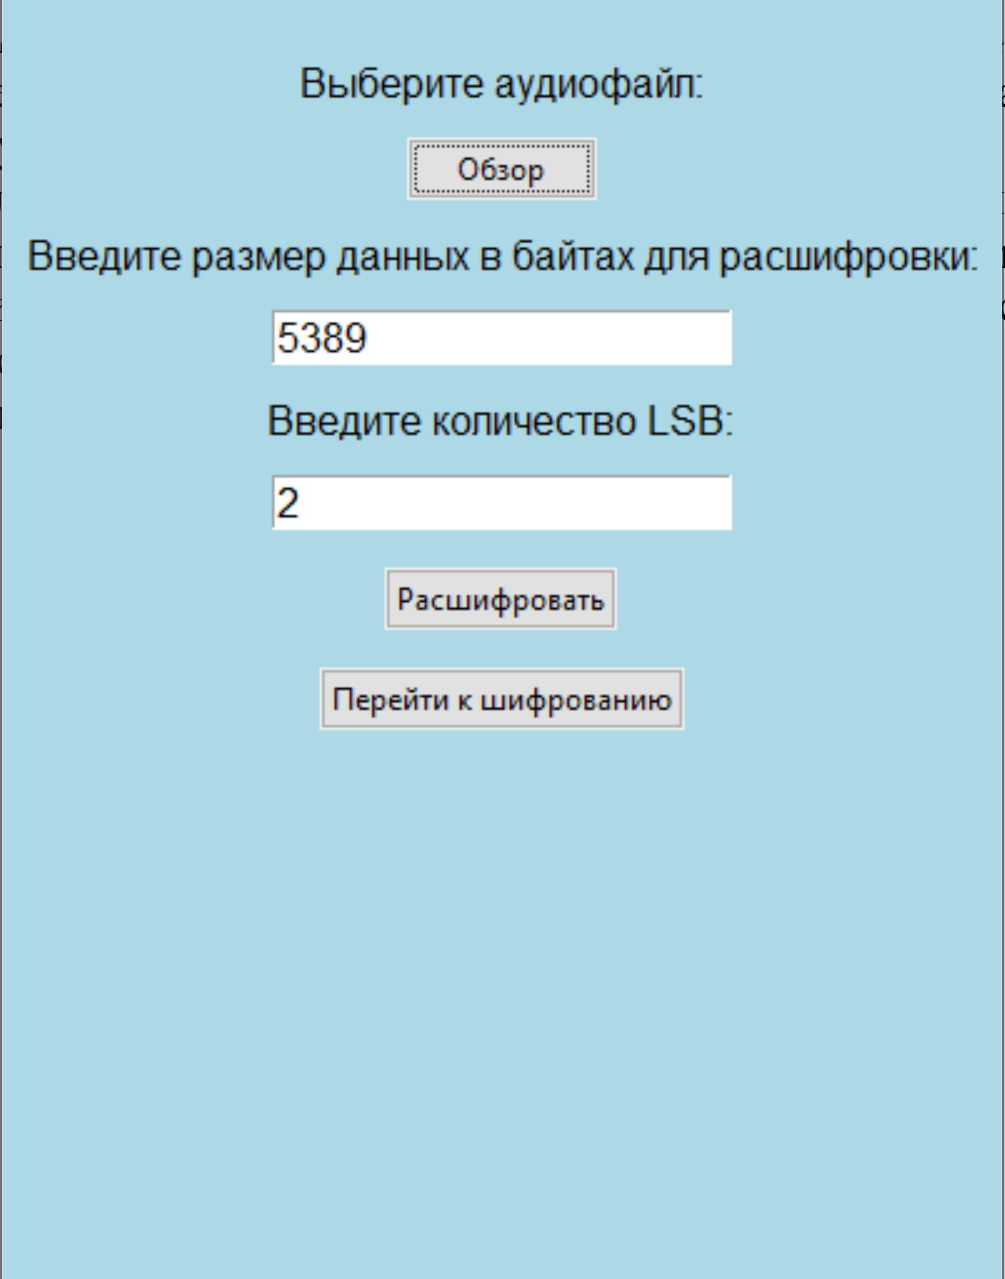 Выберите аудиофайл:
Обзор
Введите размер данных в байтах для расшифровки:
5389
Введите количество LSB:
2
Расшифровать
Перейти к шифрованию